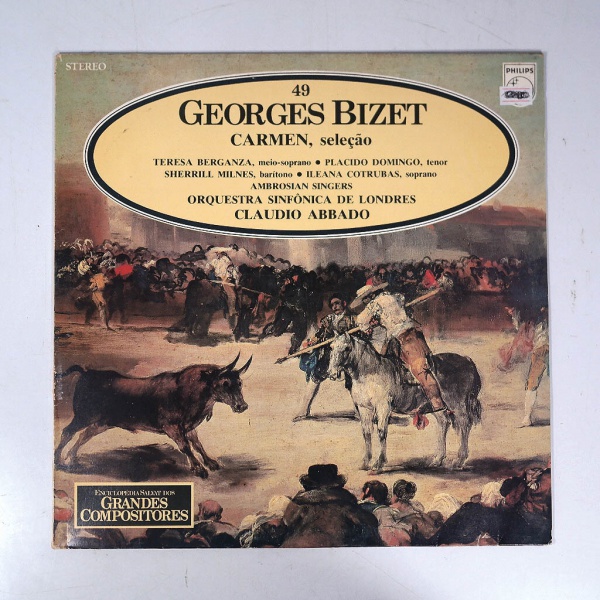 STEREO
PHILIPS
49
GEORGES BIZET
CARMEN, seleção
TERESA BERGANZA, meio-soprano • PLACIDO DOMINGO, tenor
SHERRILL MILNES, barítono • ILEANA COTRUBAS, soprano
AMBROSIAN SINGERS
ORQUESTRA SINFÔNICA DE LONDRES
CLAUDIO ABBADO
ENCICLOPÉDIA SALVAT DOS
GRANDES
COMPOSITORES